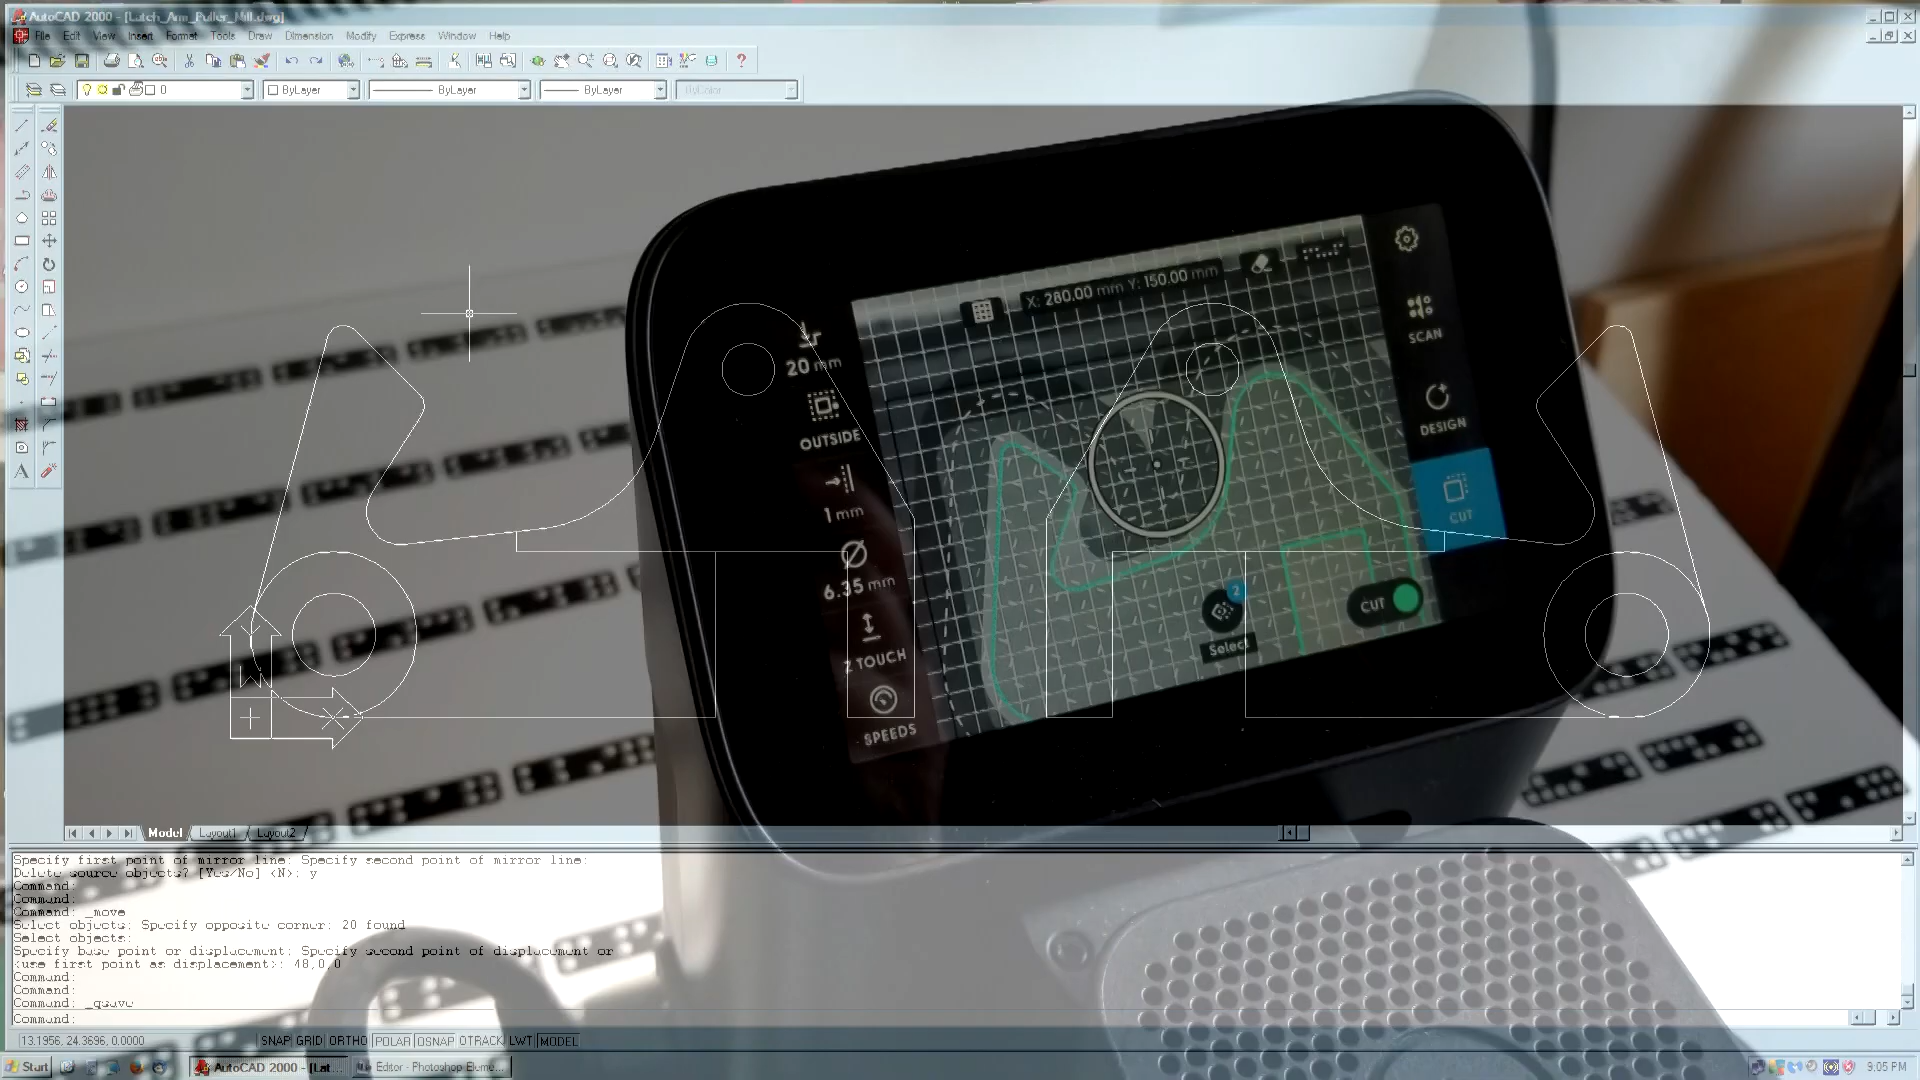 AutoCAD 2000 - [Latch_Arm_Puller_Mill.dwg]
File Edit View Insert Format Tools Draw Dimension Modify Express Window Help
0 ByLayer ByLayer ByLayer ByColor
X: 280.00 mm Y: 150.00 mm
20 mm
OUTSIDE
1 mm
6.35 mm
Z TOUCH
SPEEDS
SCAN
DESIGN
CUT
2
Select
CUT
Y
X
W
Model Layout1 Layout2
Specify first point of mirror line: Specify second point of mirror line:
Delete source objects? [Yes/No] <N>: y
Command:
Command:
Command: _move
Select objects: Specify opposite corner: 20 found
Select objects:
Specify base point or displacement: Specify second point of displacement or
<use first point as displacement>: 48,0,0
Command:
Command:
Command: _qsave
Command:
13.1956, 24.3696, 0.0000 SNAP GRID ORTHO POLAR OSNAP OTRACK LWT MODEL
Start AutoCAD 2000 - [Lat... Editor - Photoshop Eleme... 9:05 PM